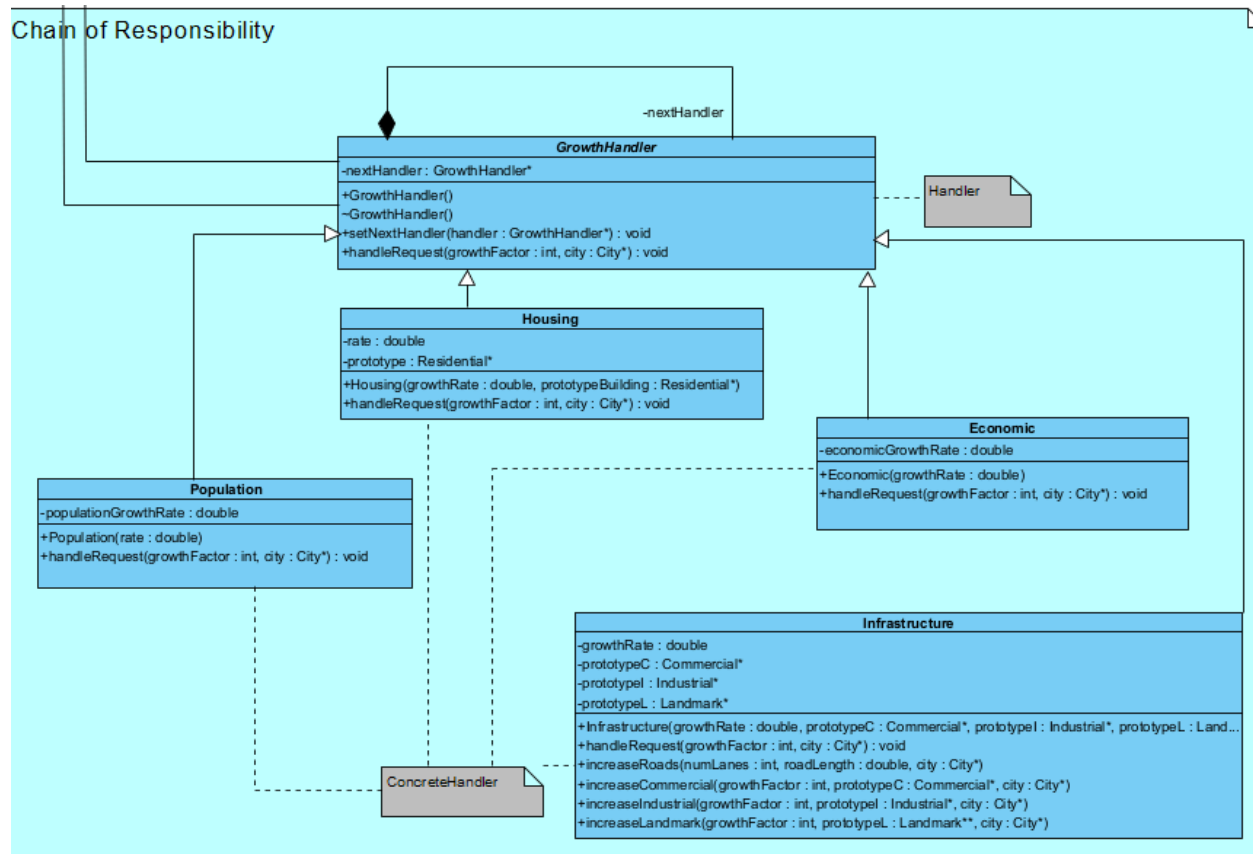 Chain of Responsibility
-nextHandler
GrowthHandler
-nextHandler : GrowthHandler*
+GrowthHandler()
~GrowthHandler()
+setNextHandler(handler : GrowthHandler*) : void
+handleRequest(growthFactor : int, city : City*) : void
Handler
Housing
-rate : double
-prototype : Residential*
+Housing(growthRate : double, prototypeBuilding : Residential*)
+handleRequest(growthFactor : int, city : City*) : void
Economic
-economicGrowthRate : double
+Economic(growthRate : double)
+handleRequest(growthFactor : int, city : City*) : void
Population
-populationGrowthRate : double
+Population(rate : double)
+handleRequest(growthFactor : int, city : City*) : void
Infrastructure
-growthRate : double
-prototypeC : Commercial*
-prototypeI : Industrial*
-prototypeL : Landmark*
+Infrastructure(growthRate : double, prototypeC : Commercial*, prototypeI : Industrial*, prototypeL : Land...
+handleRequest(growthFactor : int, city : City*) : void
+increaseRoads(numLanes : int, roadLength : double, city : City*)
+increaseCommercial(growthFactor : int, prototypeC : Commercial*, city : City*)
+increaseIndustrial(growthFactor : int, prototypeI : Industrial*, city : City*)
+increaseLandmark(growthFactor : int, prototypeL : Landmark**, city : City*)
ConcreteHandler